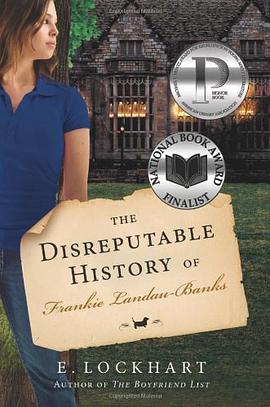 P
HONOR
BOOK
NATIONAL BOOK AWARD
FINALIST
THE
DISREPUTABLE
HISTORY OF
Frankie Landau-Banks
E. LOCKHART
AUTHOR OF THE BOYFRIEND LIST